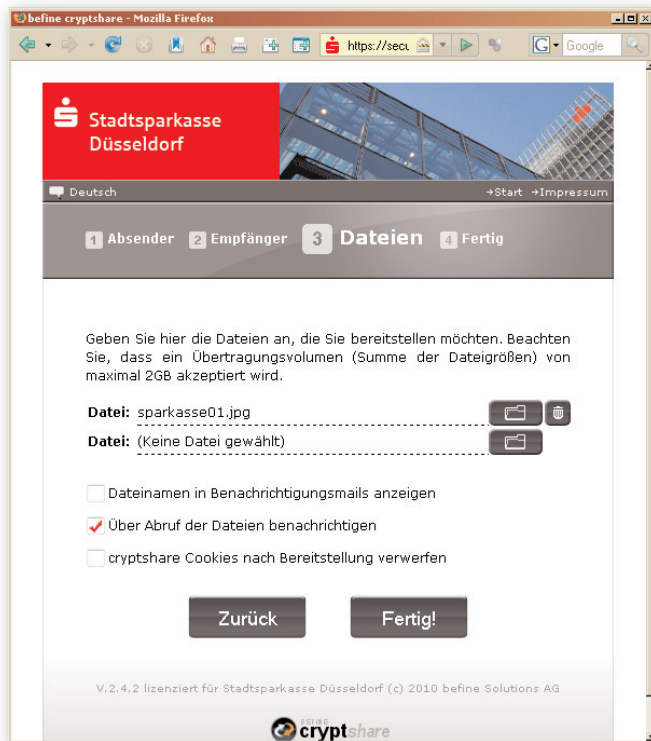 befine cryptshare - Mozilla Firefox
https://secu
G
Google
Stadtsparkasse
Düsseldorf
Deutsch
→Start →Impressum
1 Absender 2 Empfänger 3 Dateien 4 Fertig
Geben Sie hier die Dateien an, die Sie bereitstellen möchten. Beachten
Sie, dass ein Übertragungsvolumen (Summe der Dateigrößen) von
maximal 2GB akzeptiert wird.
Datei: sparkasse01.jpg
Datei: (Keine Datei gewählt)
Dateinamen in Benachrichtigungsmails anzeigen
Über Abruf der Dateien benachrichtigen
cryptshare Cookies nach Bereitstellung verwerfen
Zurück
Fertig!
V.2.4.2 lizenziert für Stadtsparkasse Düsseldorf (c) 2010 befine Solutions AG
BEFINE
cryptshare